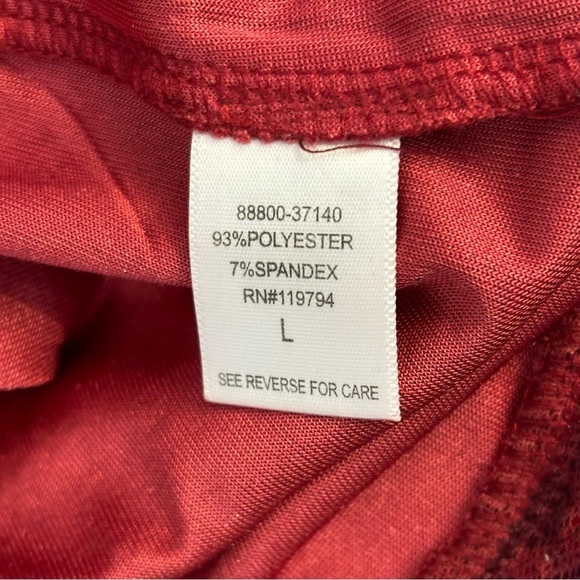 88800-37140
93%POLYESTER
7%SPANDEX
RN#119794
L
SEE REVERSE FOR CARE